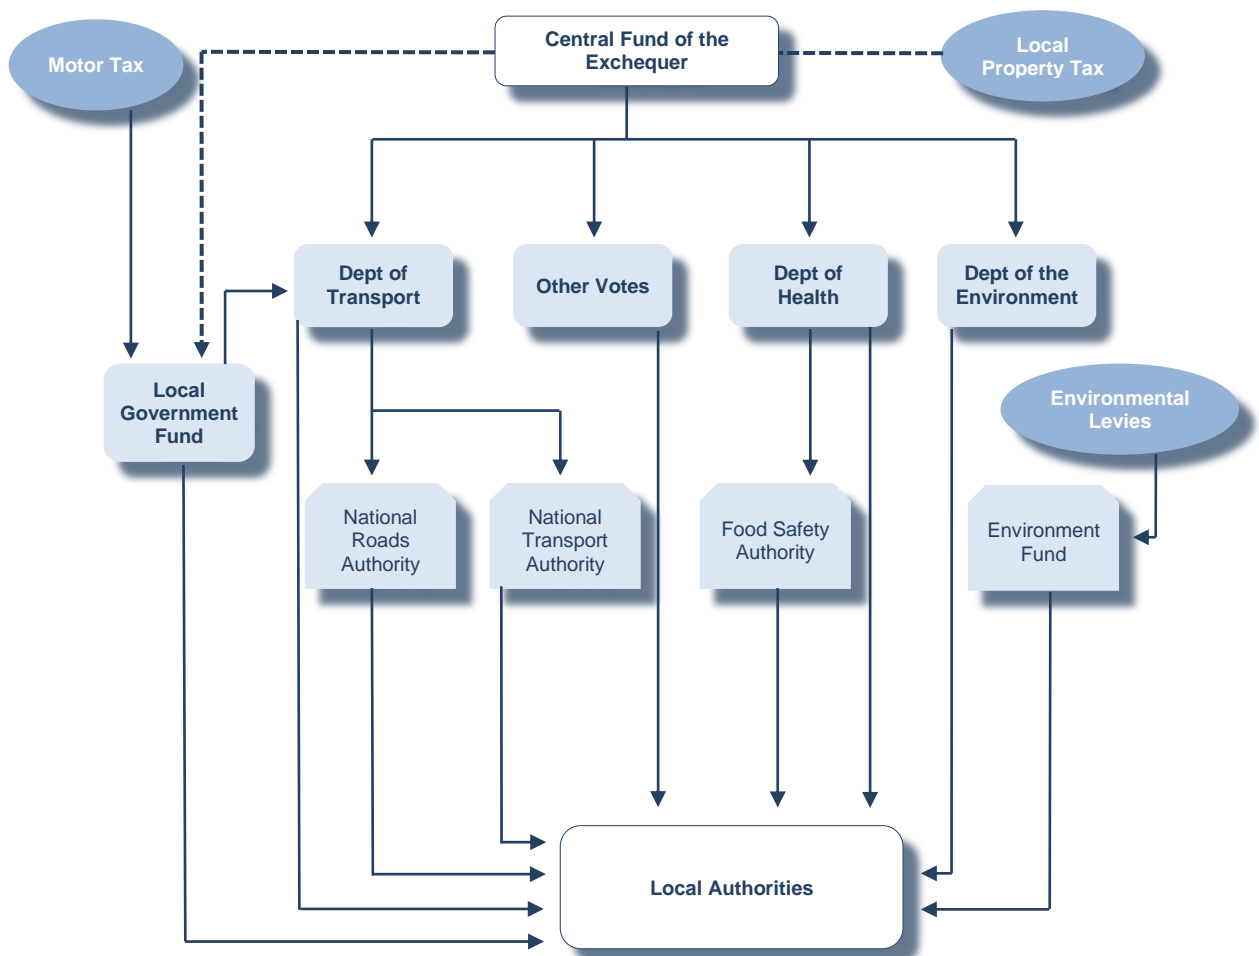 Motor Tax
Central Fund of the
Exchequer
Local
Property Tax
Dept of
Transport
Other Votes
Dept of
Health
Dept of the
Environment
Local
Government
Fund
Environmental
Levies
National
Roads
Authority
National
Transport
Authority
Food Safety
Authority
Environment
Fund
Local Authorities